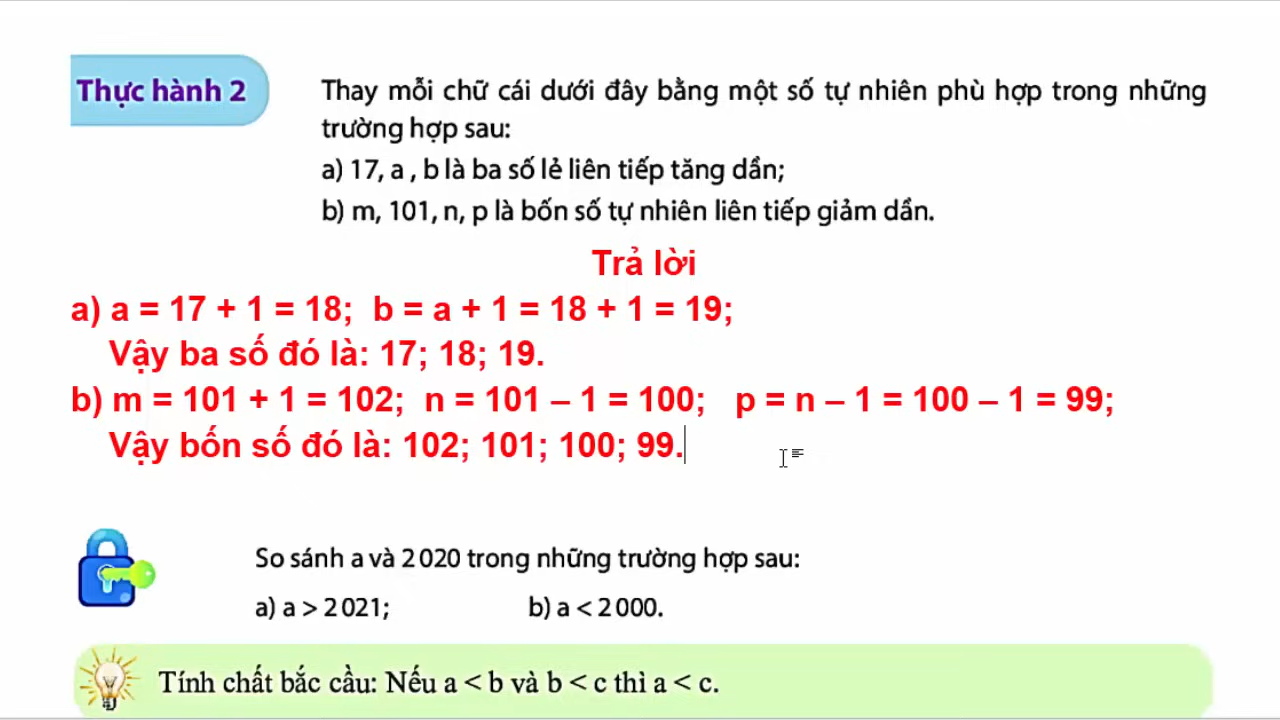 Thực hành 2
Thay mỗi chữ cái dưới đây bằng một số tự nhiên phù hợp trong những
trường hợp sau:
a) 17, a , b là ba số lẻ liên tiếp tăng dần;
b) m, 101, n, p là bốn số tự nhiên liên tiếp giảm dần.
Trả lời
a) a = 17 + 1 = 18; b = a + 1 = 18 + 1 = 19;
Vậy ba số đó là: 17; 18; 19.
b) m = 101 + 1 = 102; n = 101 – 1 = 100; p = n – 1 = 100 – 1 = 99;
Vậy bốn số đó là: 102; 101; 100; 99.
So sánh a và 2 020 trong những trường hợp sau:
a) a > 2 021; b) a < 2 000.
Tính chất bắc cầu: Nếu a < b và b < c thì a < c.